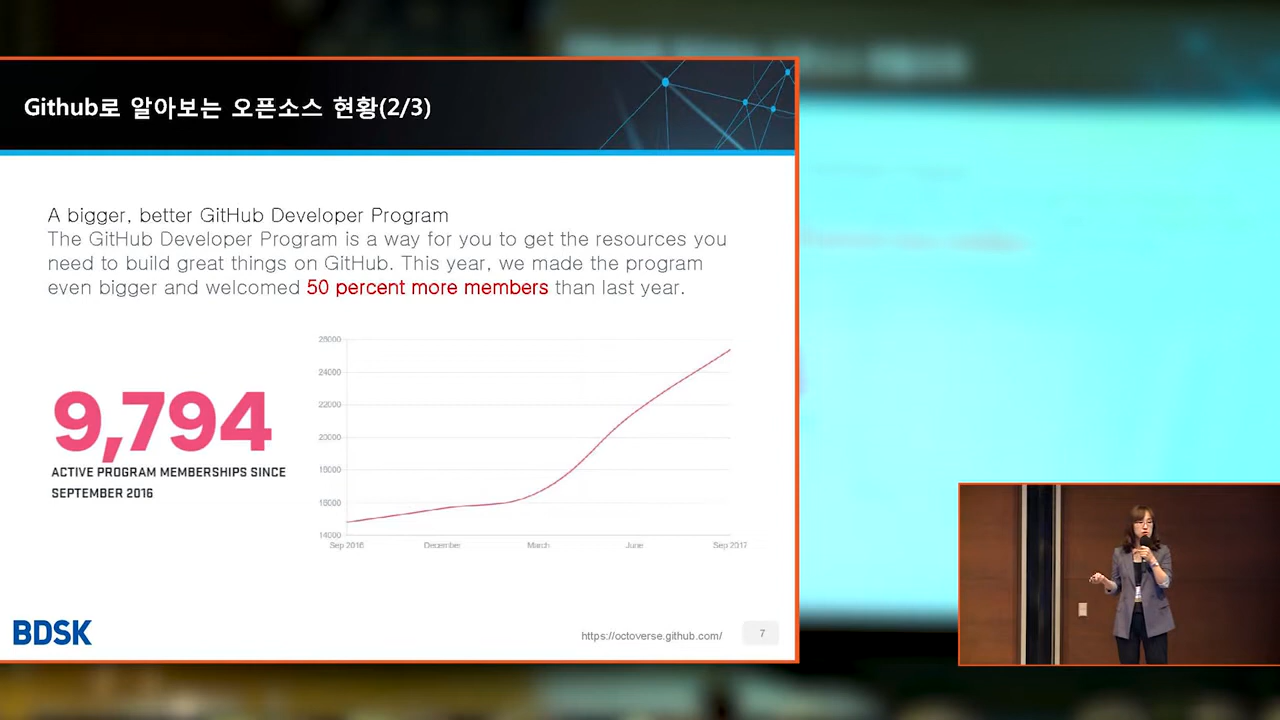 Github로 알아보는 오픈소스 현황(2/3)
A bigger, better GitHub Developer Program
The GitHub Developer Program is a way for you to get the resources you
need to build great things on GitHub. This year, we made the program
even bigger and welcomed 50 percent more members than last year.
9,794
ACTIVE PROGRAM MEMBERSHIPS SINCE
SEPTEMBER 2016
26000
24000
22000
20000
18000
16000
14000
Sep 2016 December March June Sep 2017
BDSK
https://octoverse.github.com/
7